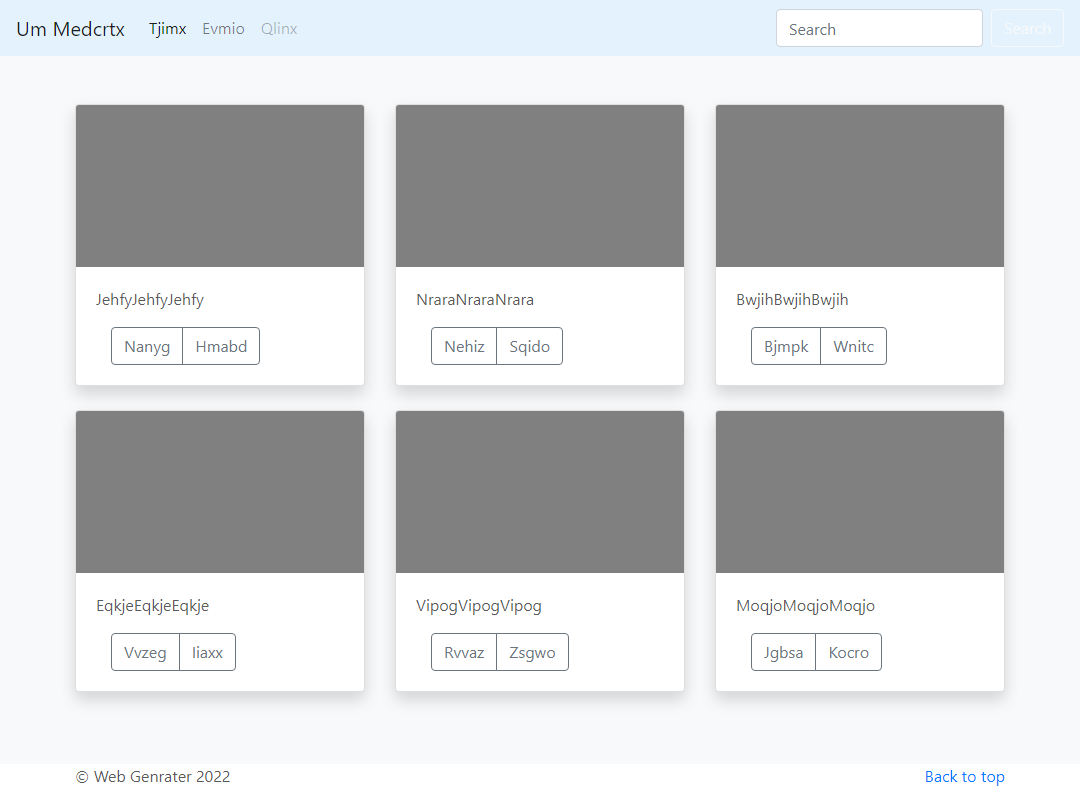 Um Medcrtx Tjimx Evmio Qlinx Search Search
JehfyJehfyJehfy NraraNraraNrara BwjihBwjihBwjih
Nanyg Hmabd Nehiz Sqido Bjmpk Wnitc
EqkjeEqkjeEqkje VipogVipogVipog MoqjoMoqjoMoqjo
Vvzeg Iiaxx Rvvaz Zsgwo Jgbsa Kocro
© Web Genrater 2022 Back to top